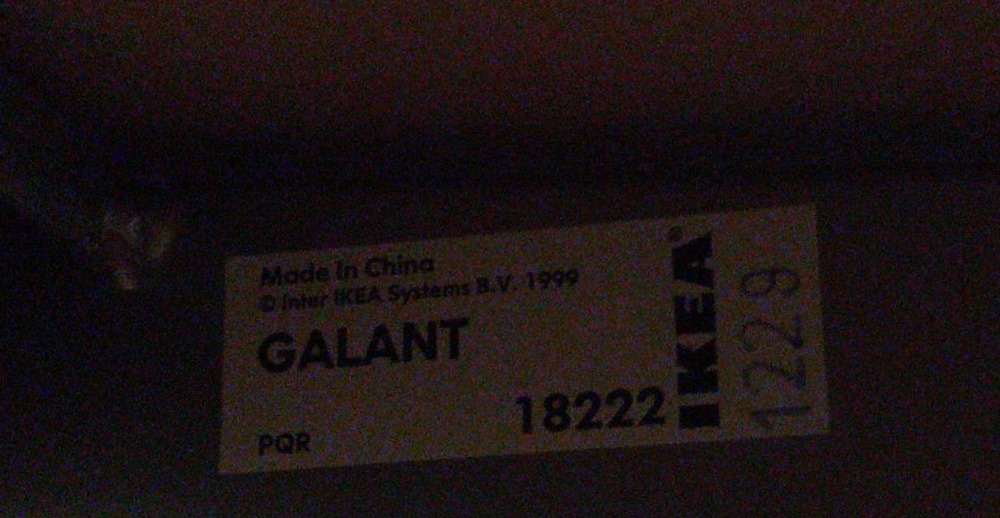 Made in China
© Inter IKEA Systems B.V. 1999
GALANT
18222
PQR
IKEA®
1229